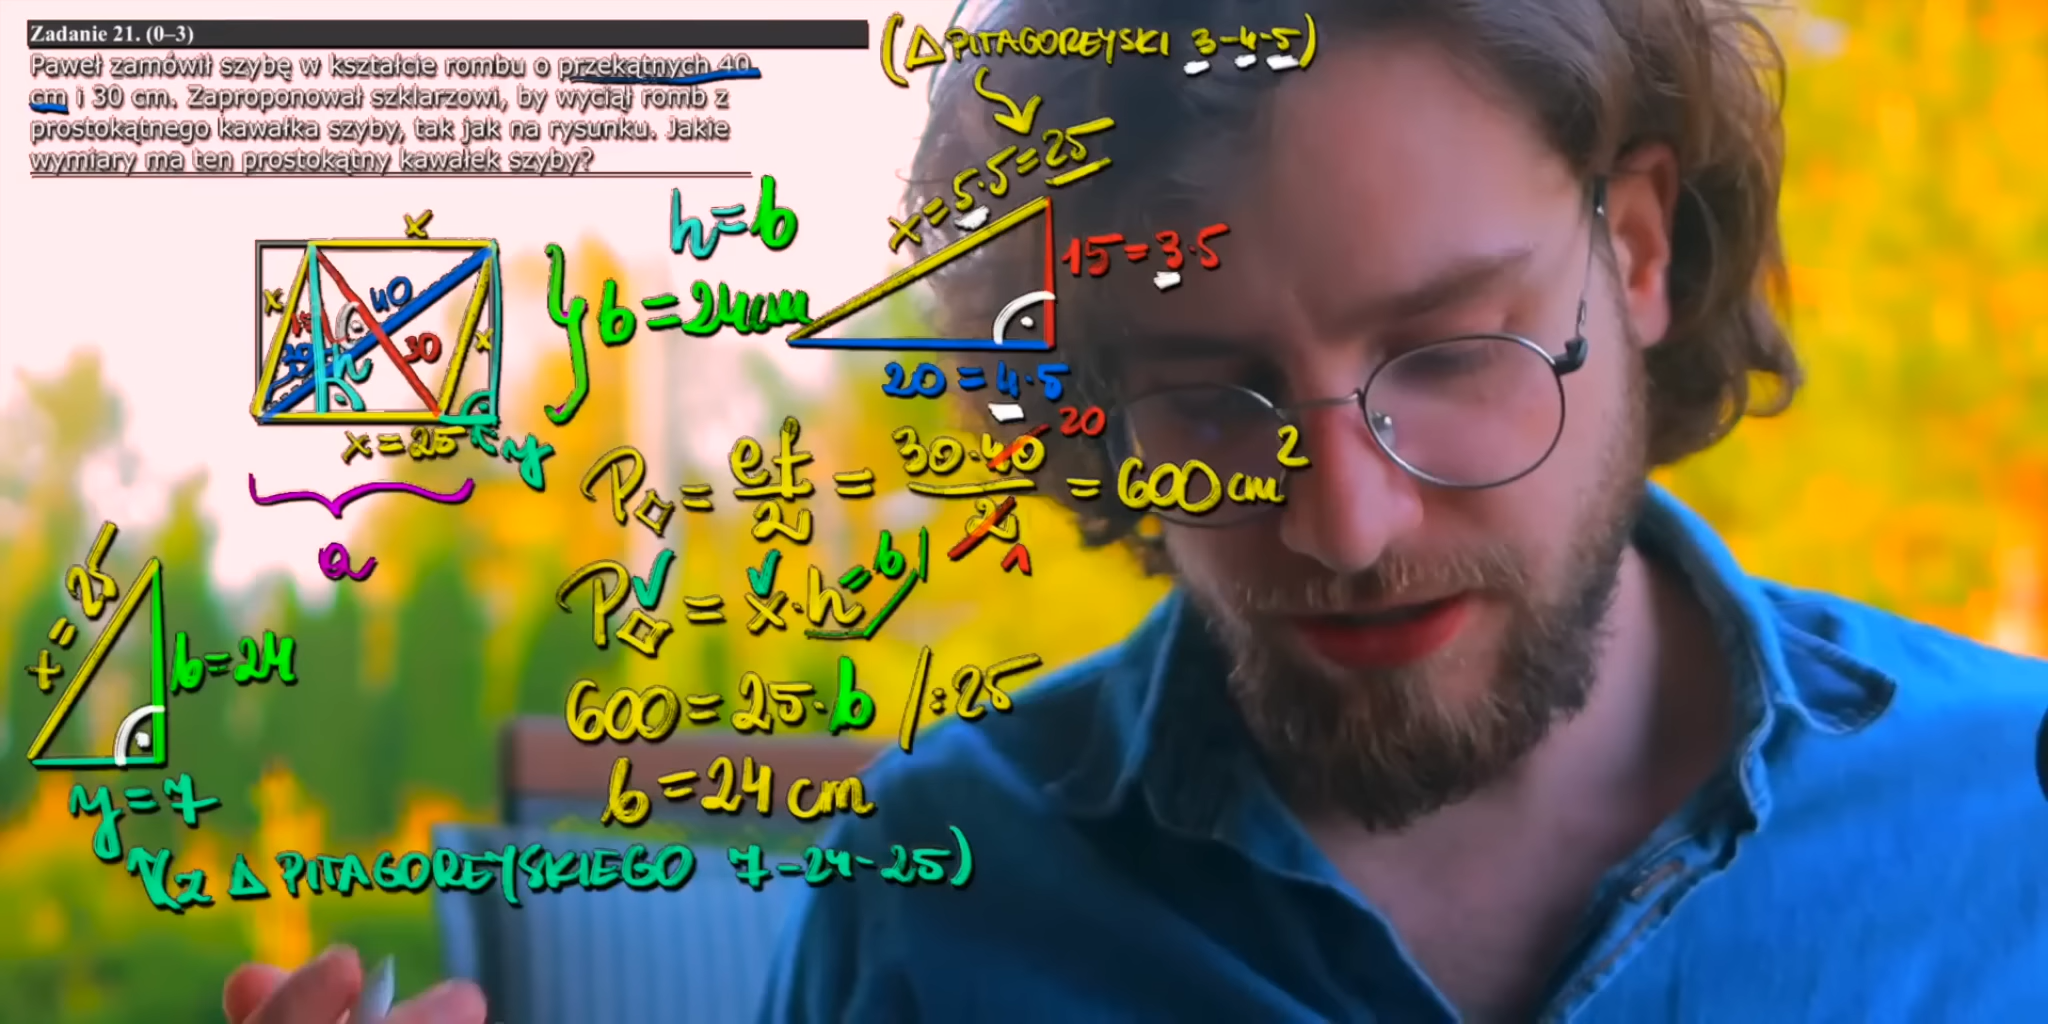 Zadanie 21. (0–3)
Paweł zamówił szybę w kształcie rombu o przekątnych 40
cm i 30 cm. Zaproponował szklarzowi, by wyciął romb z
prostokątnego kawałka szyby, tak jak na rysunku. Jakie
wymiary ma ten prostokątny kawałek szyby?
(Δ PITAGOREJSKI 3-4-5)
x = 5·5 = 25
15 = 3·5
20 = 4·5
h = b
b = 24cm
x
x
40
30
h
x
x = 25
y
a
P = ef/2 = 30·40/2 = 600 cm²
20
1
P = x·h = b
600 = 25·b /:25
b = 24 cm
x = 25
b = 24
y = 7
(z Δ PITAGOREJSKIEGO 7-24-25)